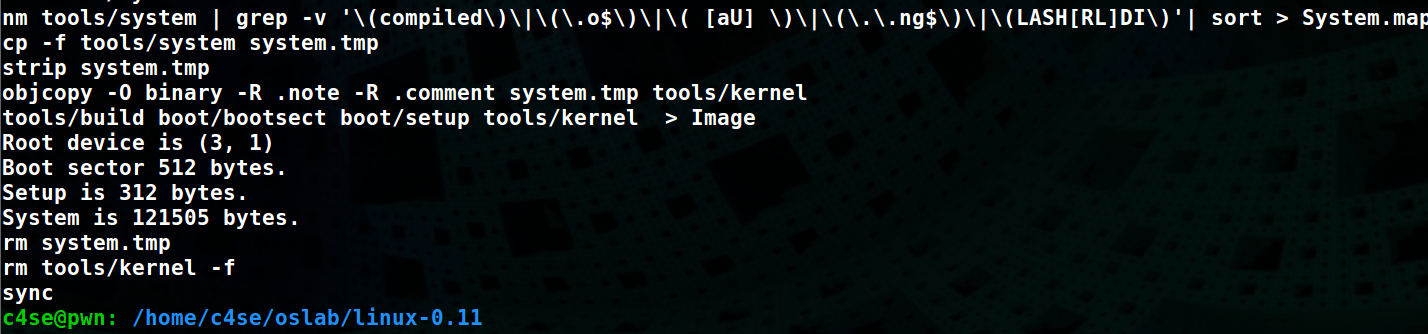 nm tools/system | grep -v '\(compiled\)\|\(\.o$\)\|\( [aU] \)\|\(\.\.ng$\)\|\(LASH[RL]DI\)'| sort > System.map
cp -f tools/system system.tmp
strip system.tmp
objcopy -O binary -R .note -R .comment system.tmp tools/kernel
tools/build boot/bootsect boot/setup tools/kernel  > Image
Root device is (3, 1)
Boot sector 512 bytes.
Setup is 312 bytes.
System is 121505 bytes.
rm system.tmp
rm tools/kernel -f
sync
c4se@pwn: /home/c4se/oslab/linux-0.11